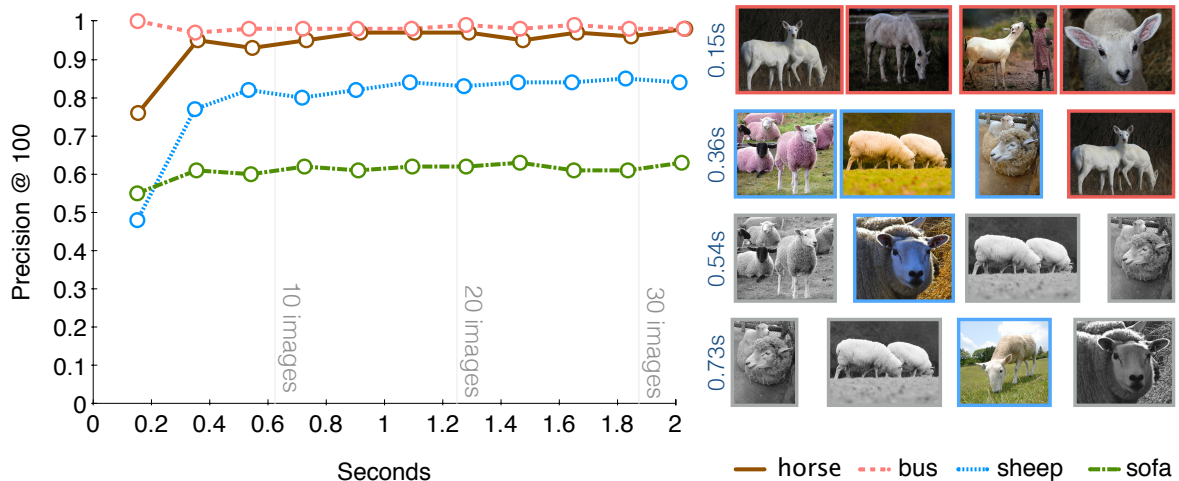 Precision @ 100
1
0.9
0.8
0.7
0.6
0.5
0.4
0.3
0.2
0.1
0
0 0.2 0.4 0.6 0.8 1 1.2 1.4 1.6 1.8 2
Seconds
10 images
20 images
30 images
0.15s
0.36s
0.54s
0.73s
horse bus sheep sofa